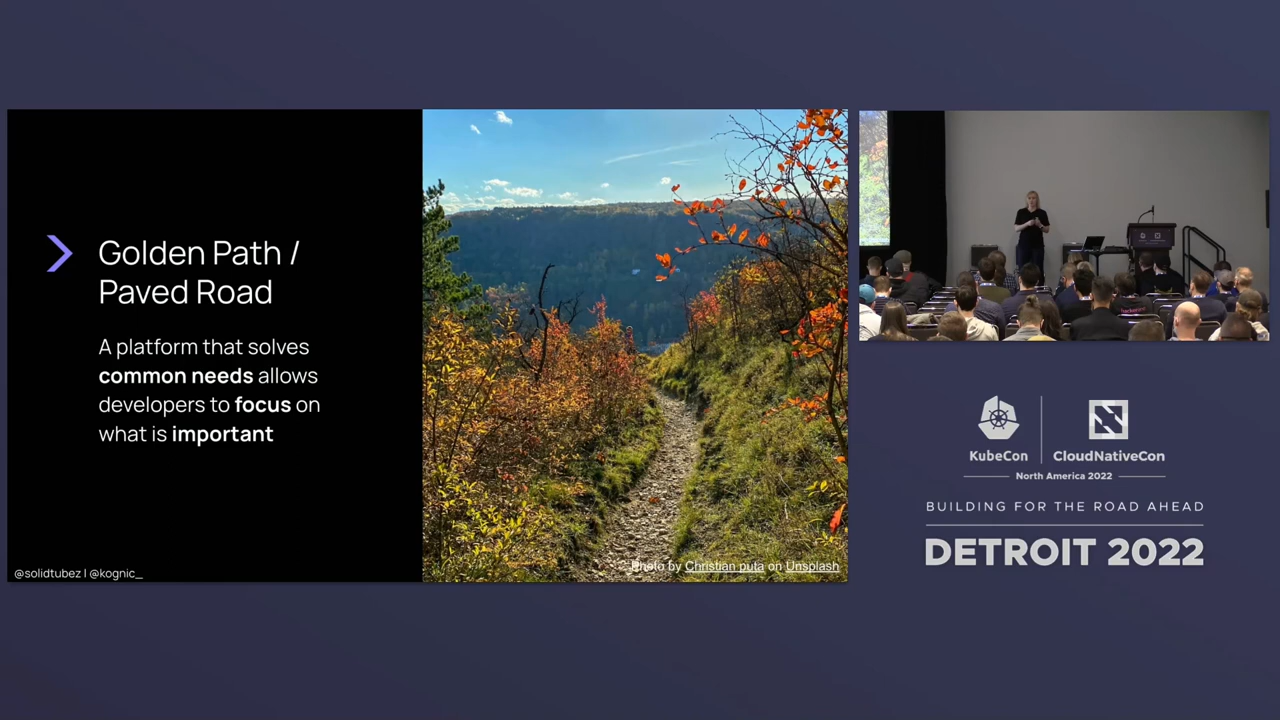 Golden Path /
Paved Road
A platform that solves
common needs allows
developers to focus on
what is important
@solidtubez | @kognic_
Photo by Christian puta on Unsplash
KubeCon
CloudNativeCon
North America 2022
BUILDING FOR THE ROAD AHEAD
DETROIT 2022